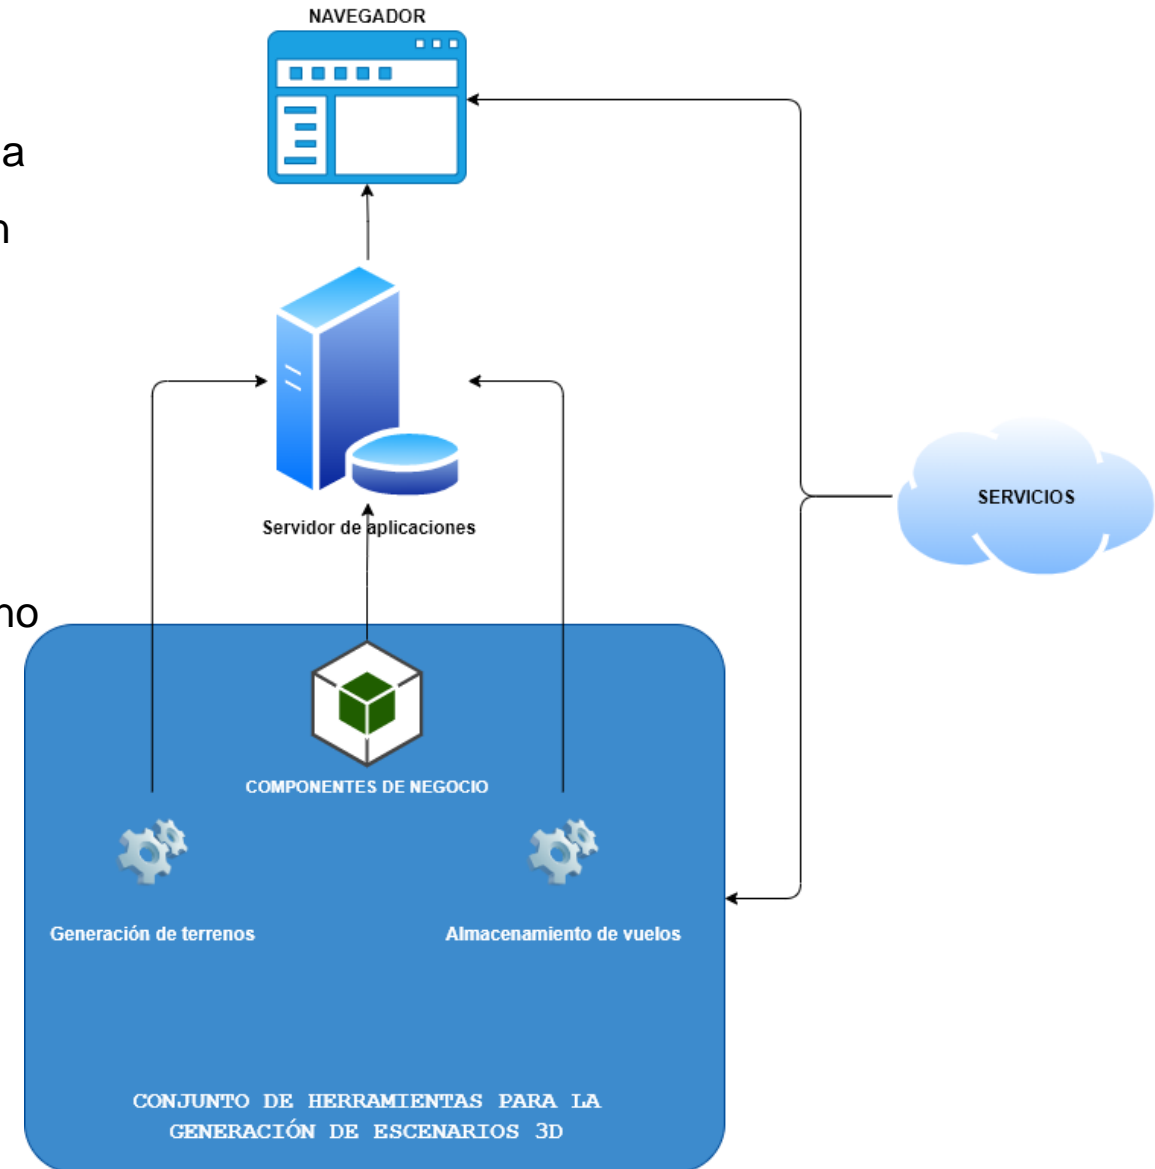 NAVEGADOR
a
n
Servidor de aplicaciones
SERVICIOS
no
COMPONENTES DE NEGOCIO
Generación de terrenos
Almacenamiento de vuelos
CONJUNTO DE HERRAMIENTAS PARA LA
GENERACIÓN DE ESCENARIOS 3D